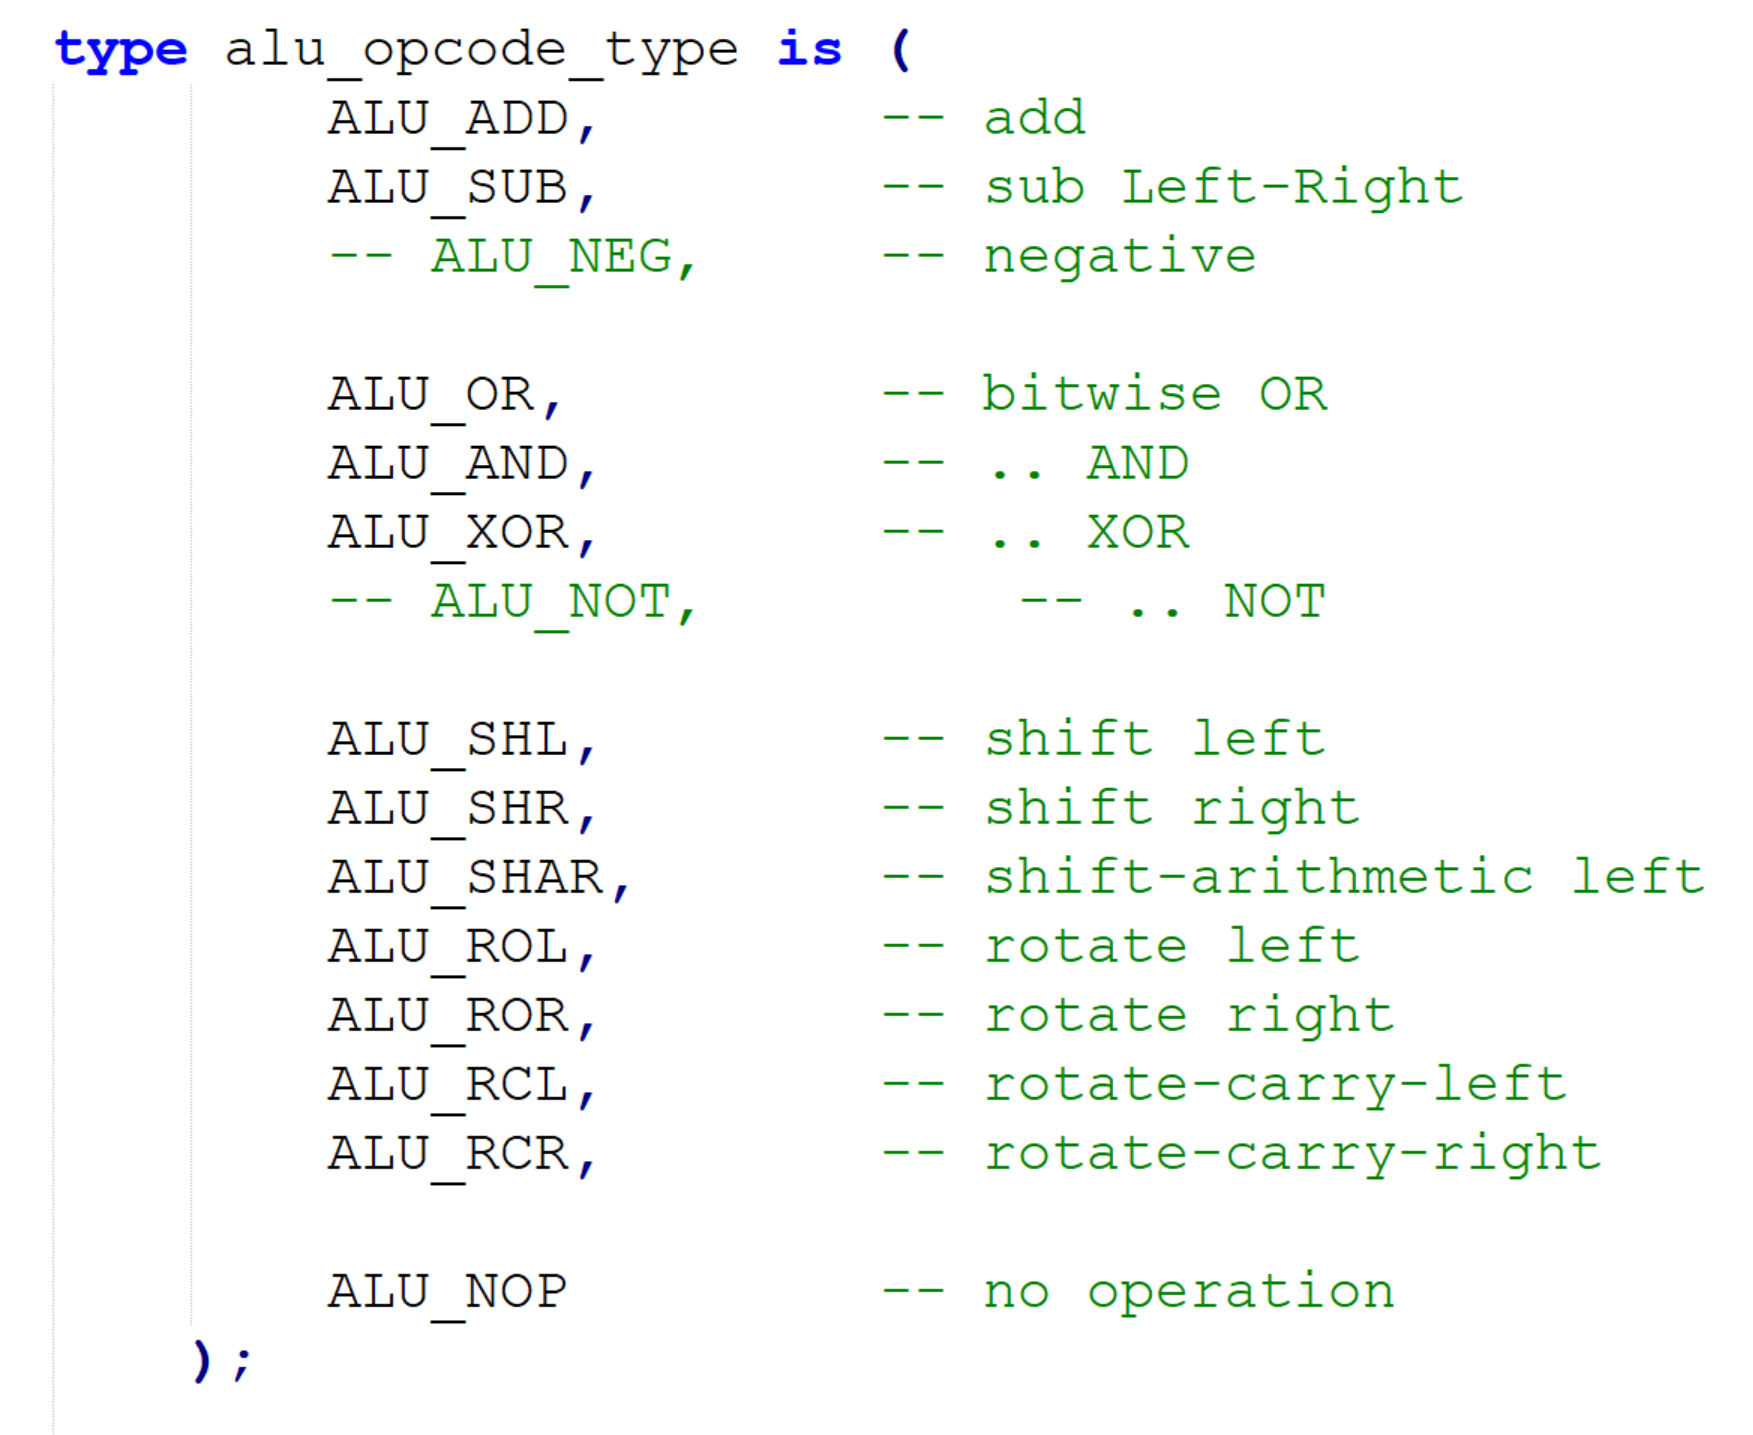 type alu_opcode_type is (
ALU_ADD, -- add
ALU_SUB, -- sub Left-Right
-- ALU_NEG, -- negative
ALU_OR, -- bitwise OR
ALU_AND, -- .. AND
ALU_XOR, -- .. XOR
-- ALU_NOT, -- .. NOT
ALU_SHL, -- shift left
ALU_SHR, -- shift right
ALU_SHAR, -- shift-arithmetic left
ALU_ROL, -- rotate left
ALU_ROR, -- rotate right
ALU_RCL, -- rotate-carry-left
ALU_RCR, -- rotate-carry-right
ALU_NOP -- no operation
);